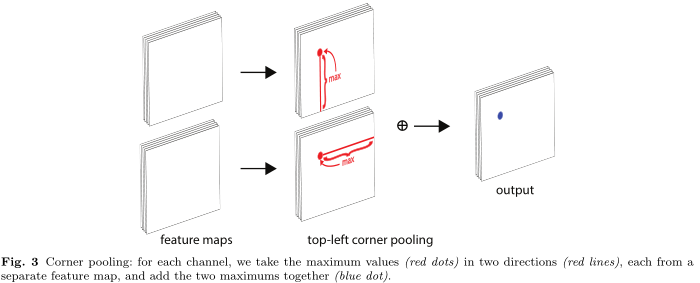 max
max
feature maps
top-left corner pooling
output
Fig. 3 Corner pooling: for each channel, we take the maximum values (red dots) in two directions (red lines), each from a
separate feature map, and add the two maximums together (blue dot).